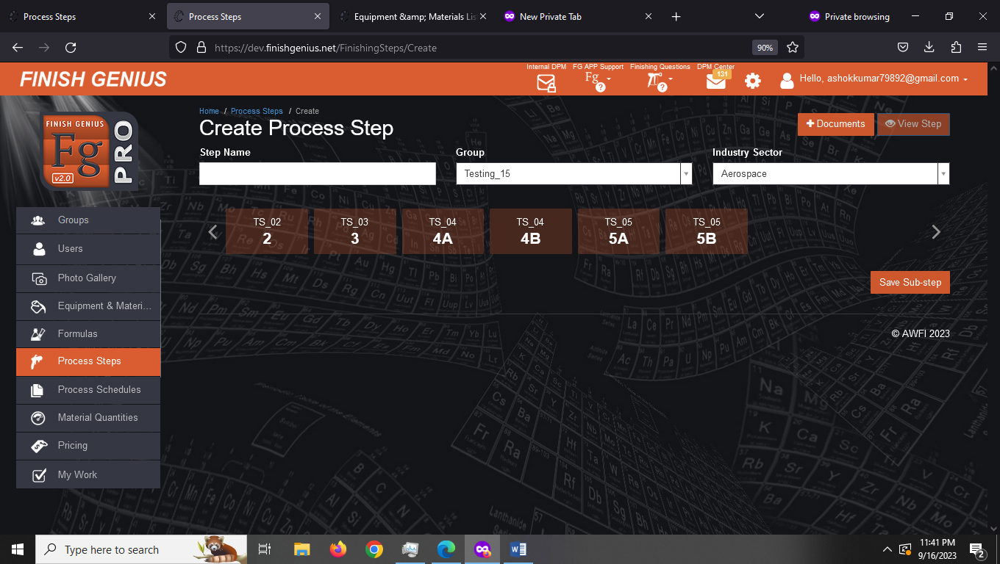 Process Steps
Process Steps
Equipment &amp; Materials Lis
New Private Tab
Private browsing
https://dev.finishgenius.net/FinishingSteps/Create
90%
FINISH GENIUS
Internal DPM
FG APP Support
Finishing Questions
DPM Center
131
Hello, ashokkumar79892@gmail.com
FINISH GENIUS
Fg
v2.0
PRO
Home / Process Steps / Create
Create Process Step
Documents
View Step
Step Name
Group
Industry Sector
Testing_15
Aerospace
TS_02
2
TS_03
3
TS_04
4A
TS_04
4B
TS_05
5A
TS_05
5B
Save Sub-step
© AWFI 2023
Groups
Users
Photo Gallery
Equipment & Materi...
Formulas
Process Steps
Process Schedules
Material Quantities
Pricing
My Work
Type here to search
11:41 PM
9/16/2023
2